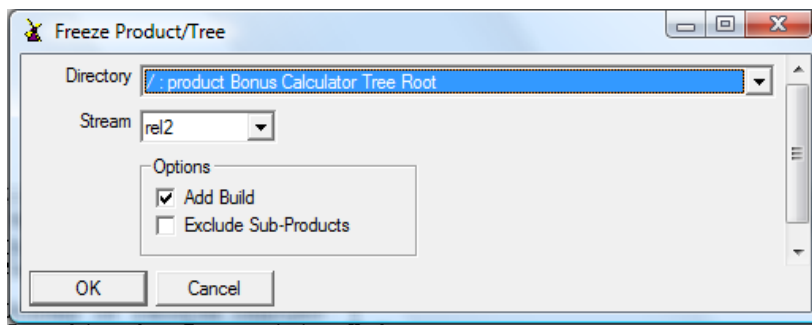 Freeze Product/Tree
Directory / : product Bonus Calculator Tree Root
Stream rel2
Options
Add Build
Exclude Sub-Products
OK Cancel